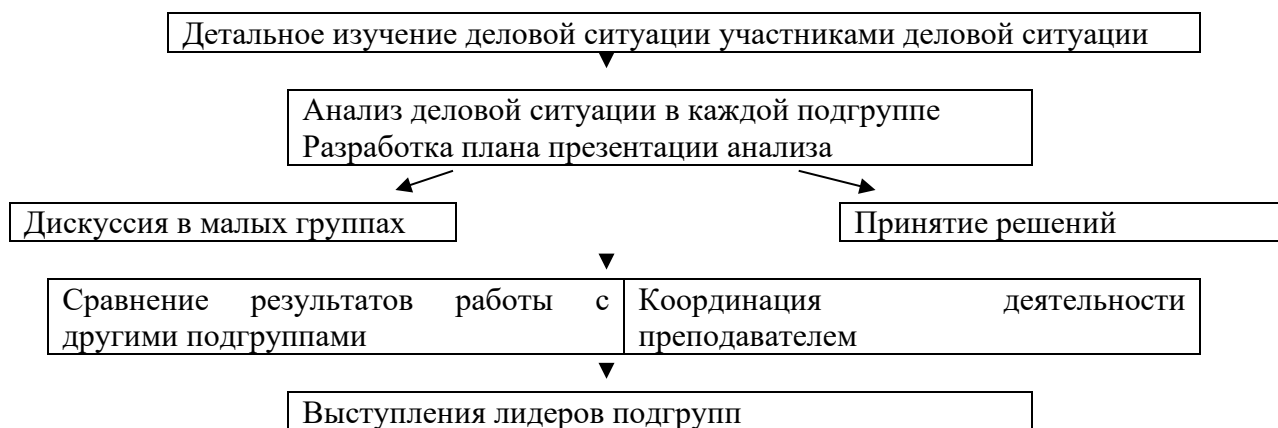 Детальное изучение деловой ситуации участниками деловой ситуации
Анализ деловой ситуации в каждой подгруппе
Разработка плана презентации анализа
Дискуссия в малых группах
Принятие решений
Сравнение результатов работы с
другими подгруппами
Координация деятельности
преподавателем
Выступления лидеров подгрупп